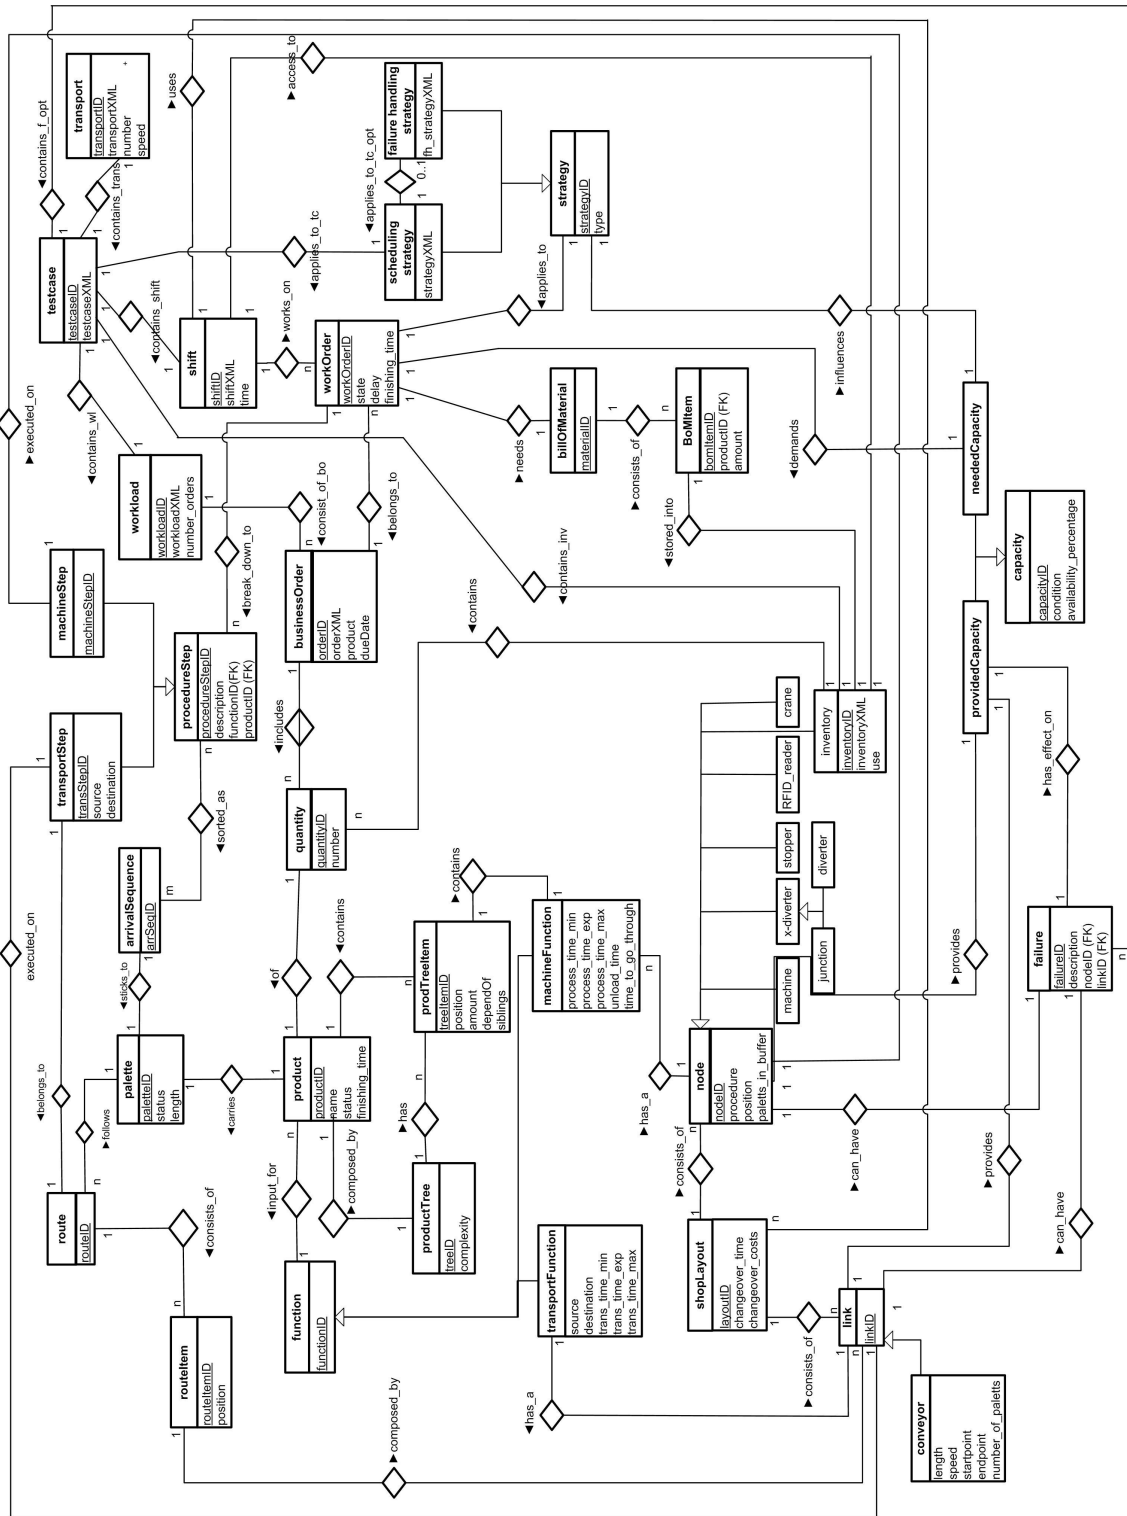 conveyor
length
speed
startpoint
endpoint
number_of_paletts
routeItem
routeItemID
position
◄composed_by
route
routeID
◄consists_of
►follows
◄belongs_to
executed_on
function
functionID
◄input_for
productTree
treeID
complexity
►composed_by
transportFunction
source
destination
trans_time_min
trans_time_exp
trans_time_max
◄has_a
shopLayout
layoutID
changeover_time
changeover_costs
►consists_of
►consists_of
link
linkID
►can_have
►can_have
►provides
palette
paletteID
status
length
◄carries
◄sticks_to
product
productID
name
status
finishing_time
◄of
◄contains
►has
prodTreeItem
treeItemID
position
amount
dependOf
siblings
►contains
machineFunction
process_time_min
process_time_exp
process_time_max
unload_time
time_to_go_through
►has_a
node
nodeID
procedure
position
paletts_in_buffer
machine
x-diverter
junction
diverter
stopper
RFID_reader
crane
►provides
failure
failureID
description
nodeID (FK)
linkID (FK)
►has_effect_on
arrivalSequence
arrSeqID
◄sorted_as
transportStep
transStepID
source
destination
machineStep
machineStepID
►executed_on
procedureStep
procedureStepID
description
functionID(FK)
productID (FK)
◄break_down_to
quantity
quantityID
number
◄includes
businessOrder
orderID
orderXML
product
dueDate
◄consist_of_bo
◄belongs_to
◄contains
◄contains_inv
inventory
inventoryID
inventoryXML
use
providedCapacity
capacity
capacityID
condition
availability_percentage
neededCapacity
◄demands
►influences
workload
workloadID
workloadXML
number_orders
◄contains_wl
testcase
testcaseID
testcaseXML
◄contains_f_opt
◄contains_trans
transport
transportID
transportXML
number
speed
◄contains_shift
shift
shiftID
shiftXML
time
►uses
►access_to
►works_on
workOrder
workOrderID
state
delay
finishing_time
◄applies_to_tc
◄applies_to_tc_opt
scheduling
strategy
strategyXML
failure handling
strategy
fh_strategyXML
0..1
strategy
strategyID
type
◄applies_to
►needs
billOfMaterial
materialID
►consists_of
BoMItem
bomItemID
productID (FK)
amount
◄stored_into